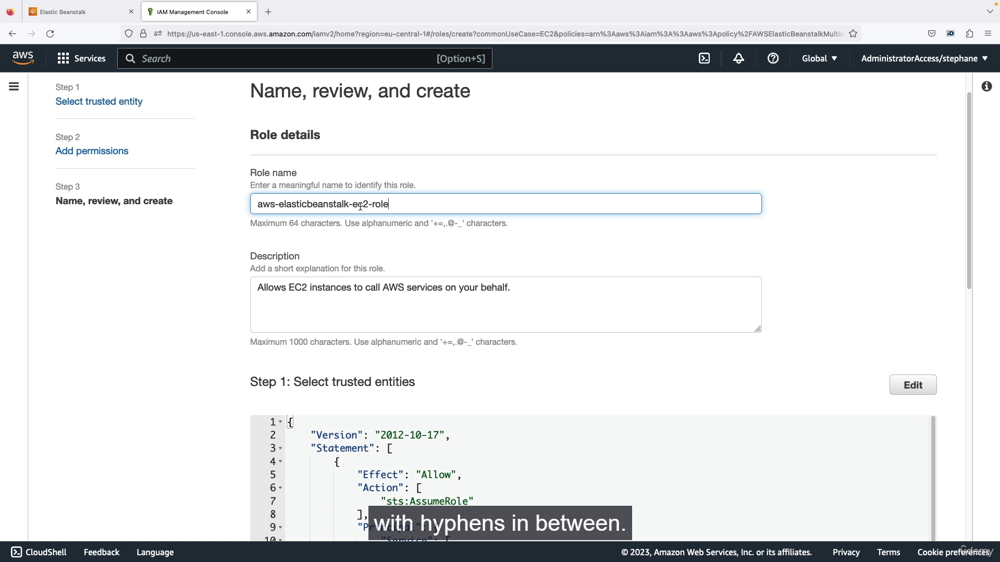 Elastic Beanstalk
IAM Management Console
https://us-east-1.console.aws.amazon.com/iamv2/home?region=eu-central-1#/roles/create?commonUseCase=EC2&policies=arn%3Aaws%3Aiam%3A%3Aaws%3Apolicy%2FAWSElasticBeanstalkMultic
iD
aws
Services
Search
[Option+S]
Global
AdministratorAccess/stephane
Step 1
Select trusted entity
Step 2
Add permissions
Step 3
Name, review, and create
Name, review, and create
Role details
Role name
Enter a meaningful name to identify this role.
aws-elasticbeanstalk-ec2-role
Maximum 64 characters. Use alphanumeric and '+=,.@-_' characters.
Description
Add a short explanation for this role.
Allows EC2 instances to call AWS services on your behalf.
Maximum 1000 characters. Use alphanumeric and '+=,.@-_' characters.
Step 1: Select trusted entities
Edit
1 {
2 "Version": "2012-10-17",
3 "Statement": [
4 {
5 "Effect": "Allow",
6 "Action": [
7 "sts:AssumeRole"
8 ],
9
10 "Service": [
with hyphens in between.
CloudShell
Feedback
Language
© 2023, Amazon Web Services, Inc. or its affiliates.
Privacy
Terms
Cookie preferences
udemy